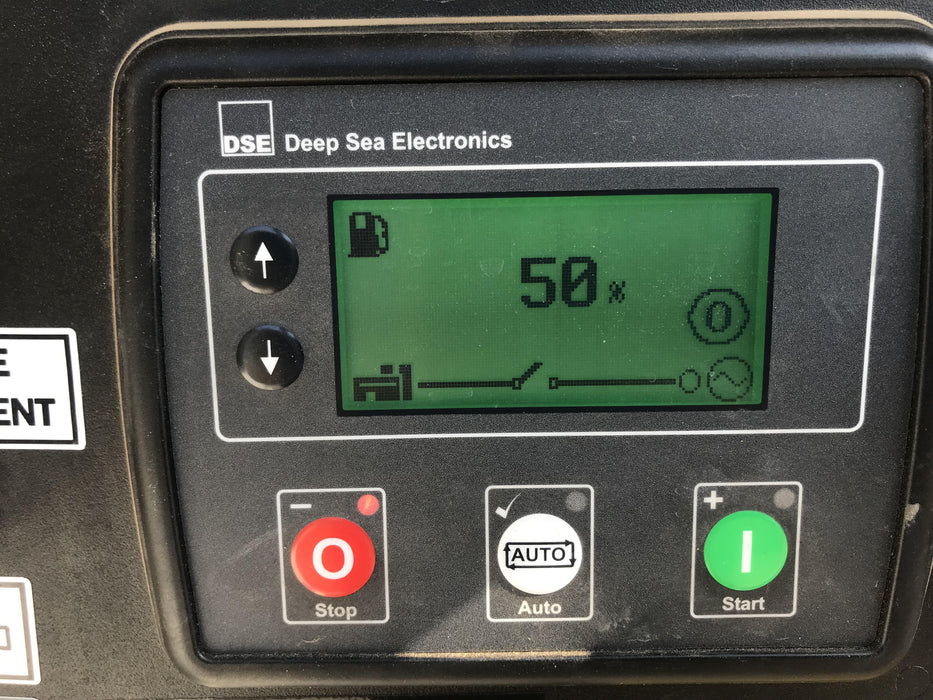 DSE Deep Sea Electronics
50 %
0
E
ENT
O
Stop
AUTO
Auto
I
Start